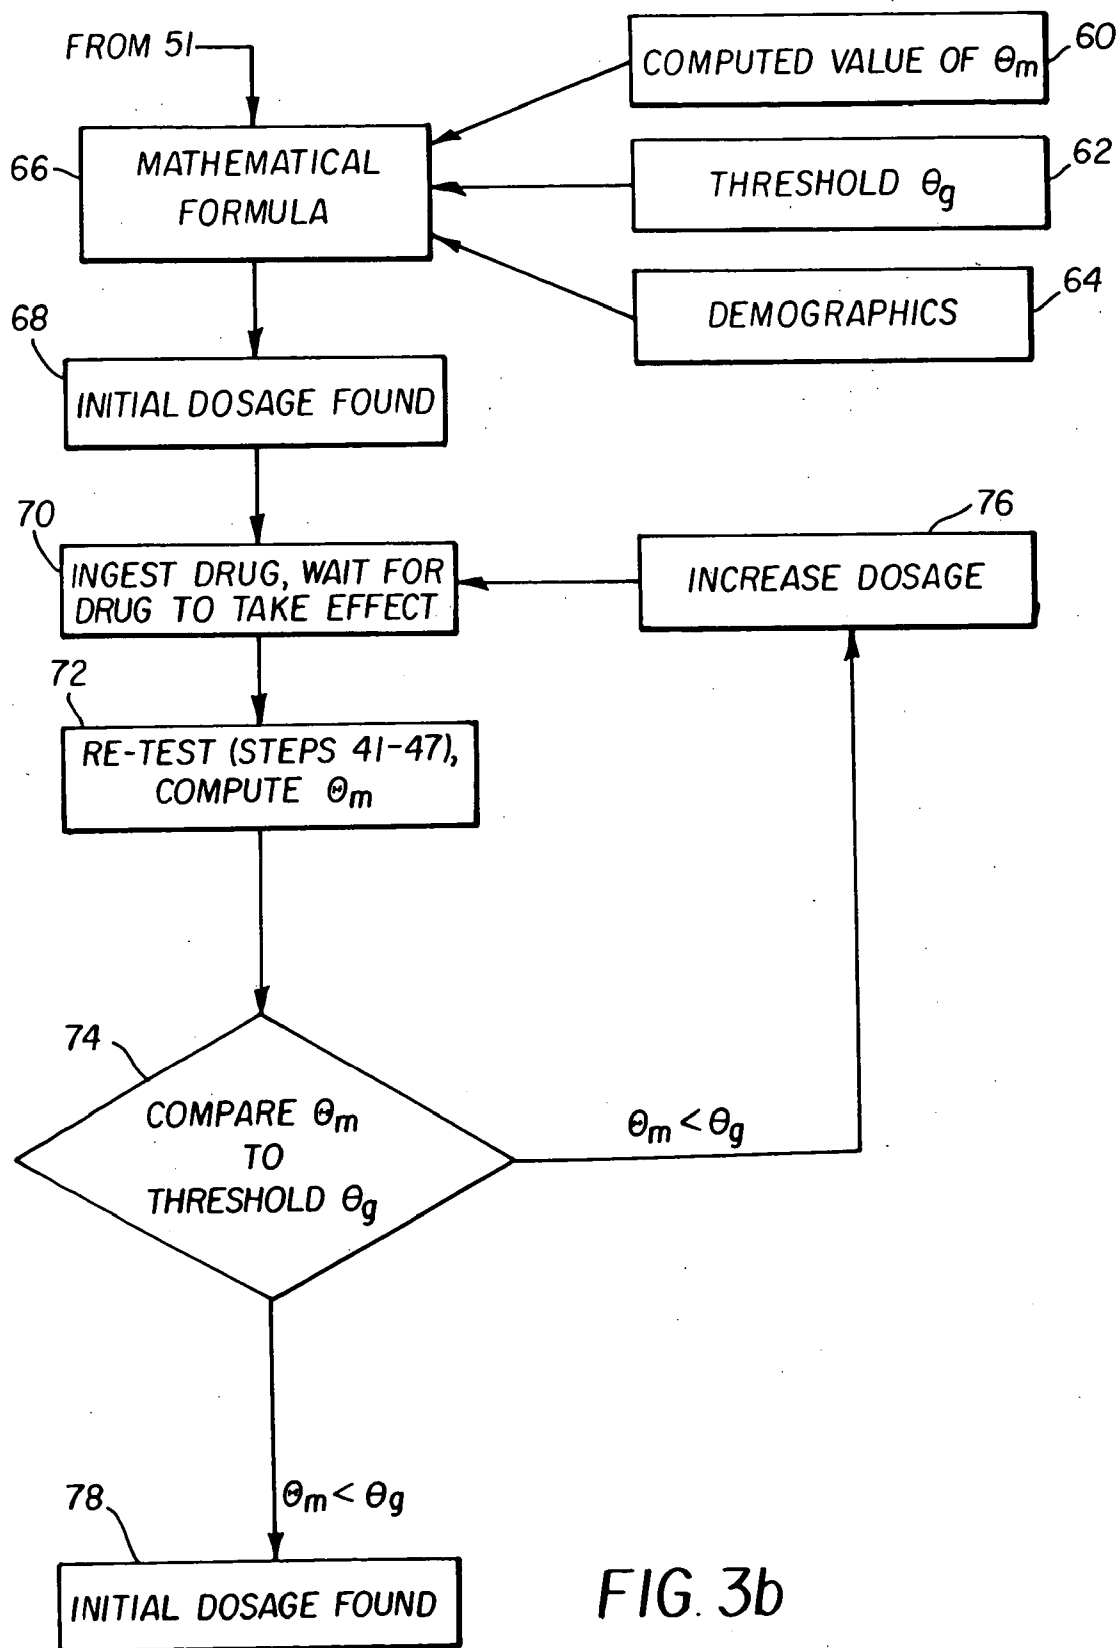 FROM 51
COMPUTED VALUE OF θm
60
66
MATHEMATICAL
FORMULA
THRESHOLD θg
62
DEMOGRAPHICS
64
68
INITIAL DOSAGE FOUND
70
INGEST DRUG, WAIT FOR
DRUG TO TAKE EFFECT
76
INCREASE DOSAGE
72
RE-TEST (STEPS 41-47),
COMPUTE θm
74
COMPARE θm
TO
THRESHOLD θg
θm < θg
θm < θg
78
INITIAL DOSAGE FOUND
FIG. 3b